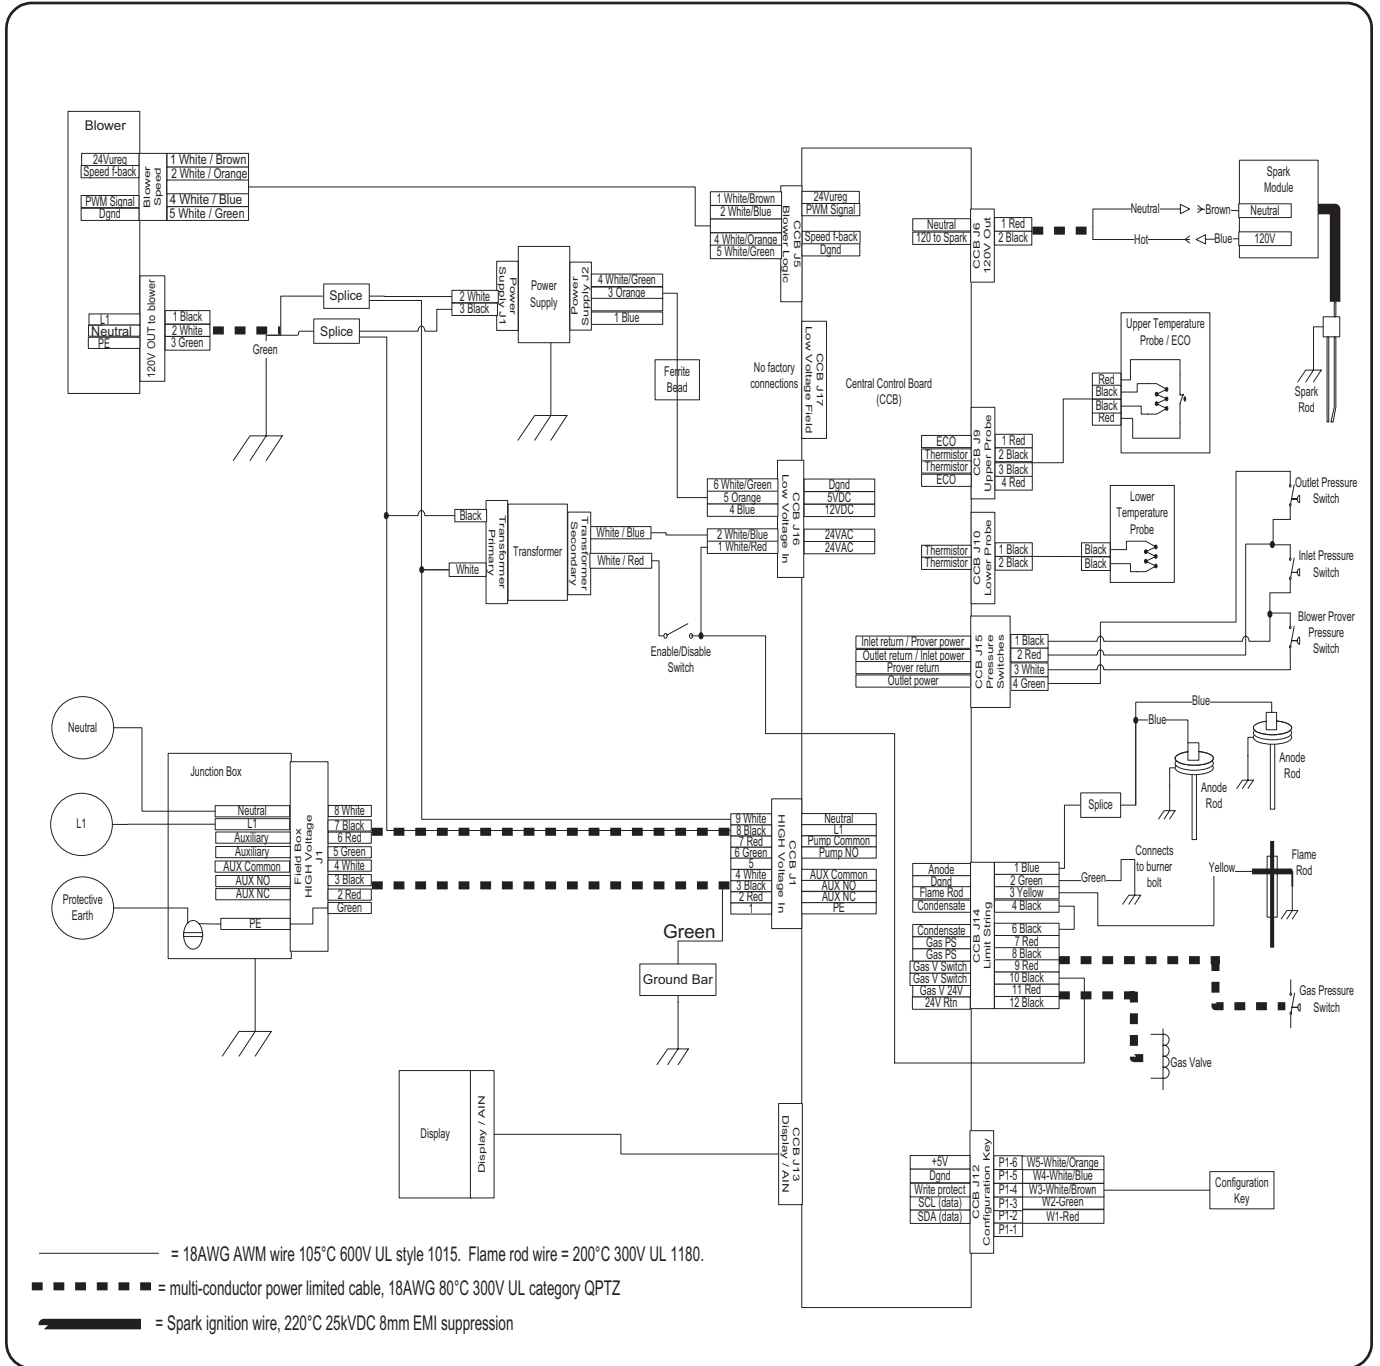 Blower
24Vureg
Speed f-back
PWM Signal
Dgnd
Blower Speed
1 White / Brown
2 White / Orange
4 White / Blue
5 White / Green
L1
Neutral
PE
120V OUT to blower
1 Black
2 White
3 Green
Green
Splice
Splice
2 White
3 Black
Power Supply J1
Power Supply
Power Supply J2
4 White/Green
3 Orange
1 Blue
Ferrite Bead
Black
White
Transformer Primary
Transformer
Transformer Secondary
White / Blue
White / Red
Enable/Disable Switch
1 White/Brown
2 White/Blue
4 White/Orange
5 White/Green
CCB J5 Blower Logic
24Vureg
PWM Signal
Speed f-back
Dgnd
No factory connections
CCB J17 Low Voltage Field
Central Control Board (CCB)
6 White/Green
5 Orange
4 Blue
2 White/Blue
1 White/Red
CCB J16 Low Voltage In
Dgnd
5VDC
12VDC
24VAC
24VAC
Neutral
120 to Spark
CCB J6 120V Out
1 Red
2 Black
Neutral
Hot
Brown
Blue
Spark Module
Neutral
120V
Spark Rod
Upper Temperature Probe / ECO
Red
Black
Black
Red
ECO
Thermistor
Thermistor
ECO
CCB J9 Upper Probe
1 Red
2 Black
3 Black
4 Red
Lower Temperature Probe
Black
Black
Thermistor
Thermistor
CCB J10 Lower Probe
1 Black
2 Black
Outlet Pressure Switch
Inlet Pressure Switch
Blower Prover Pressure Switch
Inlet return / Prover power
Outlet return / Inlet power
Prover return
Outlet power
CCB J15 Pressure Switches
1 Black
2 Red
3 White
4 Green
Neutral
L1
Protective Earth
Junction Box
Neutral
L1
Auxiliary
Auxiliary
AUX Common
AUX NO
AUX NC
PE
Field Box HIGH Voltage J1
8 White
7 Black
6 Red
5 Green
4 White
3 Black
2 Red
Green
9 White
8 Black
7 Red
6 Green
5
4 White
3 Black
2 Red
1
CCB J1 HIGH Voltage In
Neutral
L1
Pump Common
Pump NO
AUX Common
AUX NO
AUX NC
PE
Green
Ground Bar
Blue
Blue
Anode Rod
Anode Rod
Splice
Connects to burner bolt
Green
Yellow
Flame Rod
Anode
Dgnd
Flame Rod
Condensate
Condensate
Gas PS
Gas PS
Gas V Switch
Gas V Switch
Gas V 24V
24V Rtn
CCB J14 Limit String
1 Blue
2 Green
3 Yellow
4 Black
6 Black
7 Red
8 Black
9 Red
10 Black
11 Red
12 Black
Gas Pressure Switch
Gas Valve
Display
Display / AIN
CCB J13 Display / AIN
+5V
Dgnd
Write protect
SCL (data)
SDA (data)
CCB J12 Configuration Key
P1-6
P1-5
P1-4
P1-3
P1-2
P1-1
W5-White/Orange
W4-White/Blue
W3-White/Brown
W2-Green
W1-Red
Configuration Key
= 18AWG AWM wire 105°C 600V UL style 1015. Flame rod wire = 200°C 300V UL 1180.
= multi-conductor power limited cable, 18AWG 80°C 300V UL category QPTZ
= Spark ignition wire, 220°C 25kVDC 8mm EMI suppression